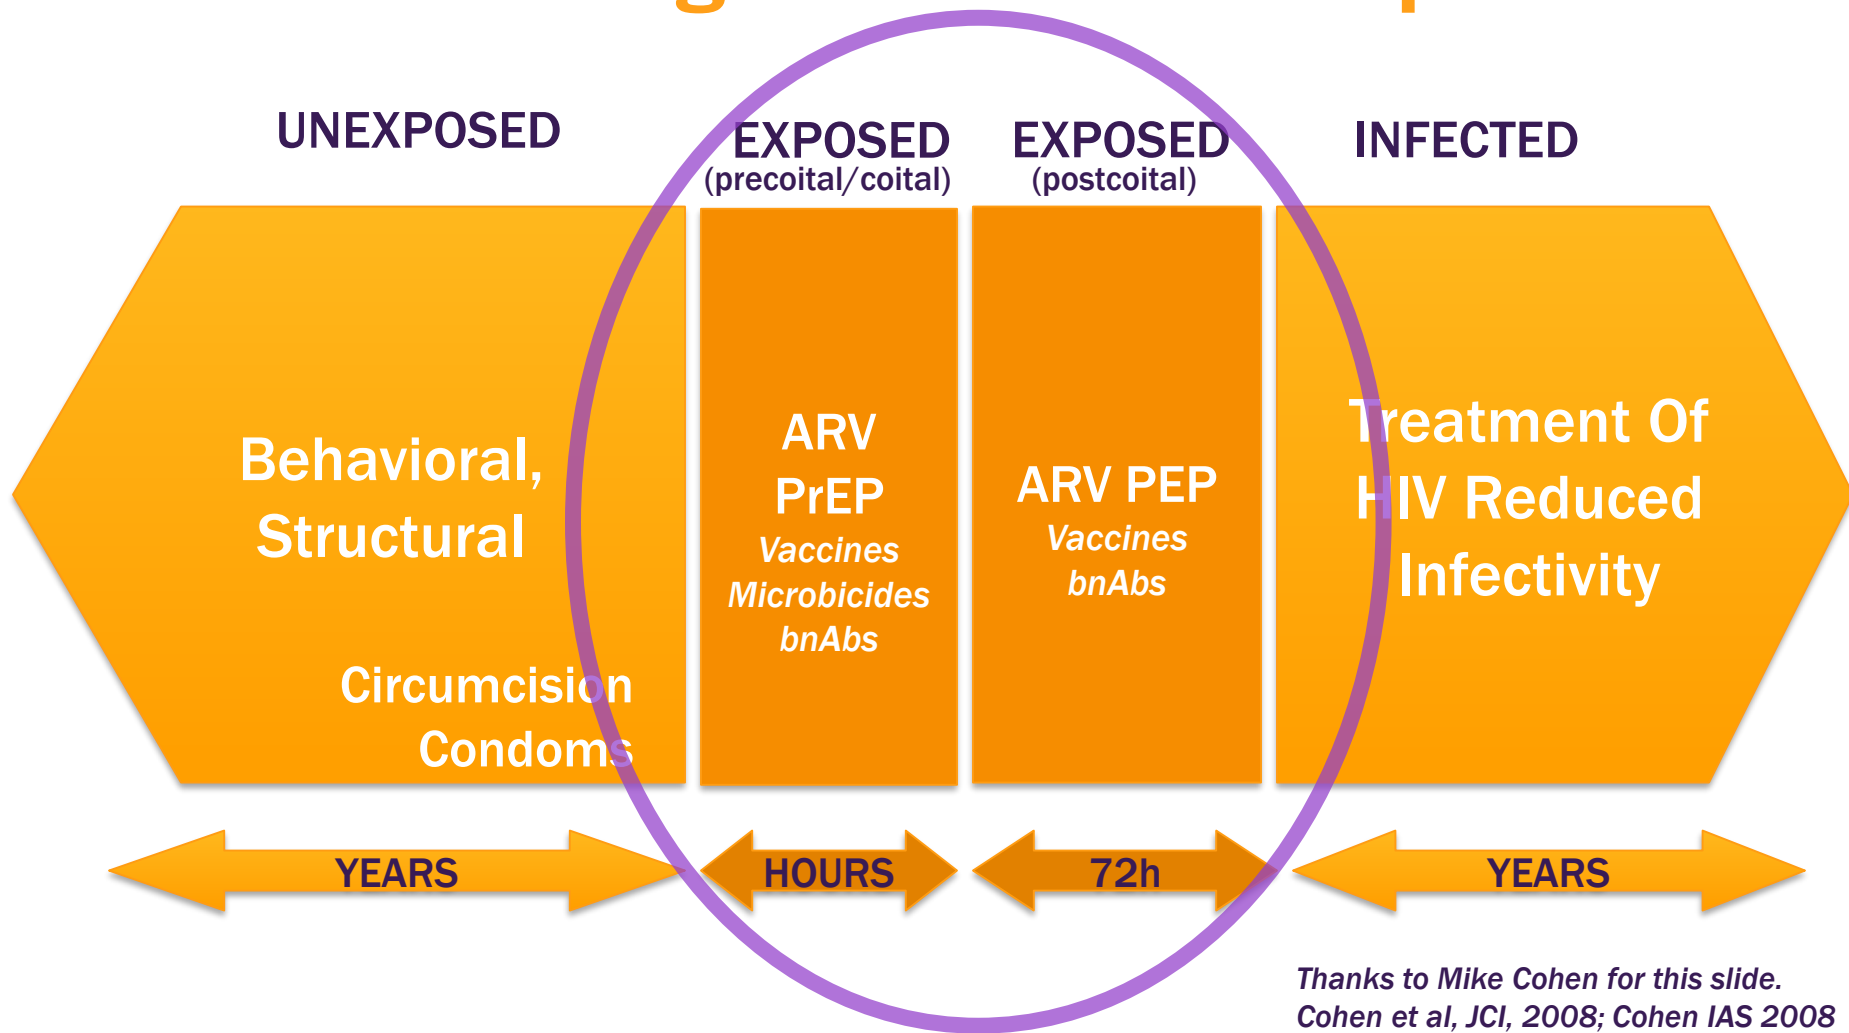 UNEXPOSED
EXPOSED
(precoital/coital)
EXPOSED
(postcoital)
INFECTED
Behavioral,
Structural
Circumcision
Condoms
ARV
PrEP
Vaccines
Microbicides
bnAbs
ARV PEP
Vaccines
bnAbs
Treatment Of
HIV Reduced
Infectivity
YEARS
HOURS
72h
YEARS
Thanks to Mike Cohen for this slide.
Cohen et al, JCI, 2008; Cohen IAS 2008